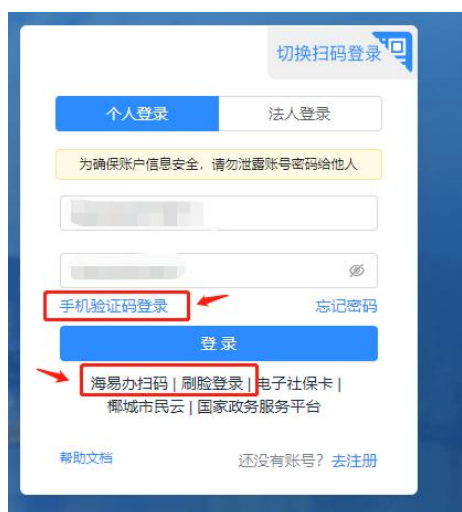 切换扫码登录
个人登录 法人登录
为确保账户信息安全，请勿泄露账号密码给他人
手机验证码登录 忘记密码
登录
海易办扫码 | 刷脸登录 | 电子社保卡 |
椰城市民云 | 国家政务服务平台
帮助文档 还没有账号？去注册